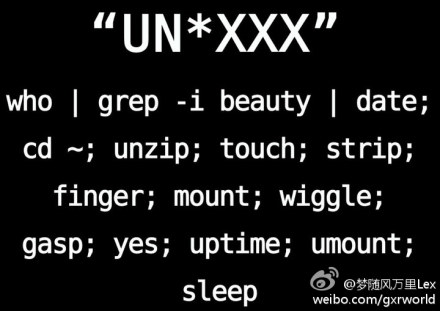 “UN*XXX”
who | grep -i beauty | date;
cd ~; unzip; touch; strip;
finger; mount; wiggle;
gasp; yes; uptime; umount;
sleep
@梦随风万里Lex
weibo.com/gxrworld